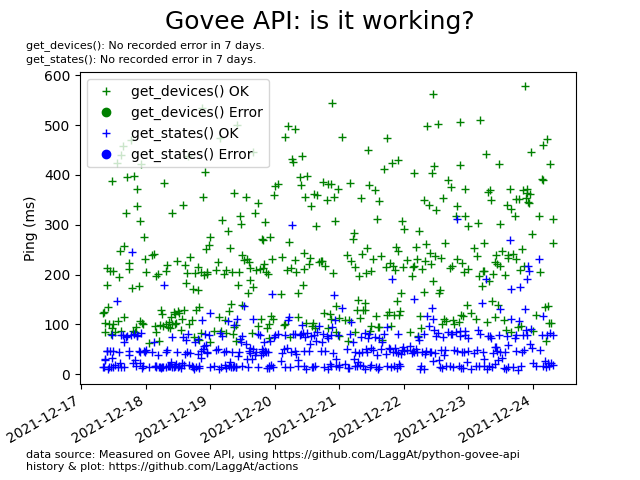 Govee API: is it working?
get_devices(): No recorded error in 7 days.
get_states(): No recorded error in 7 days.
600
500
400
300
200
100
0
Ping (ms)
get_devices() OK
get_devices() Error
get_states() OK
get_states() Error
2021-12-17
2021-12-18
2021-12-19
2021-12-20
2021-12-21
2021-12-22
2021-12-23
2021-12-24
data source: Measured on Govee API, using https://github.com/LaggAt/python-govee-api
history & plot: https://github.com/LaggAt/actions